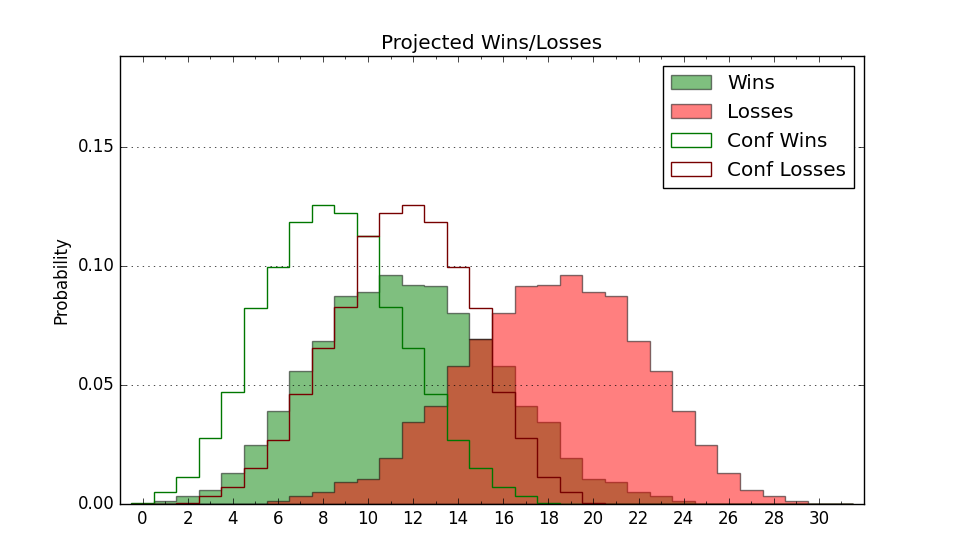 Projected Wins/Losses
Wins
Losses
Conf Wins
Conf Losses
Probability
0.15
0.10
0.05
0.00
0 2 4 6 8 10 12 14 16 18 20 22 24 26 28 30